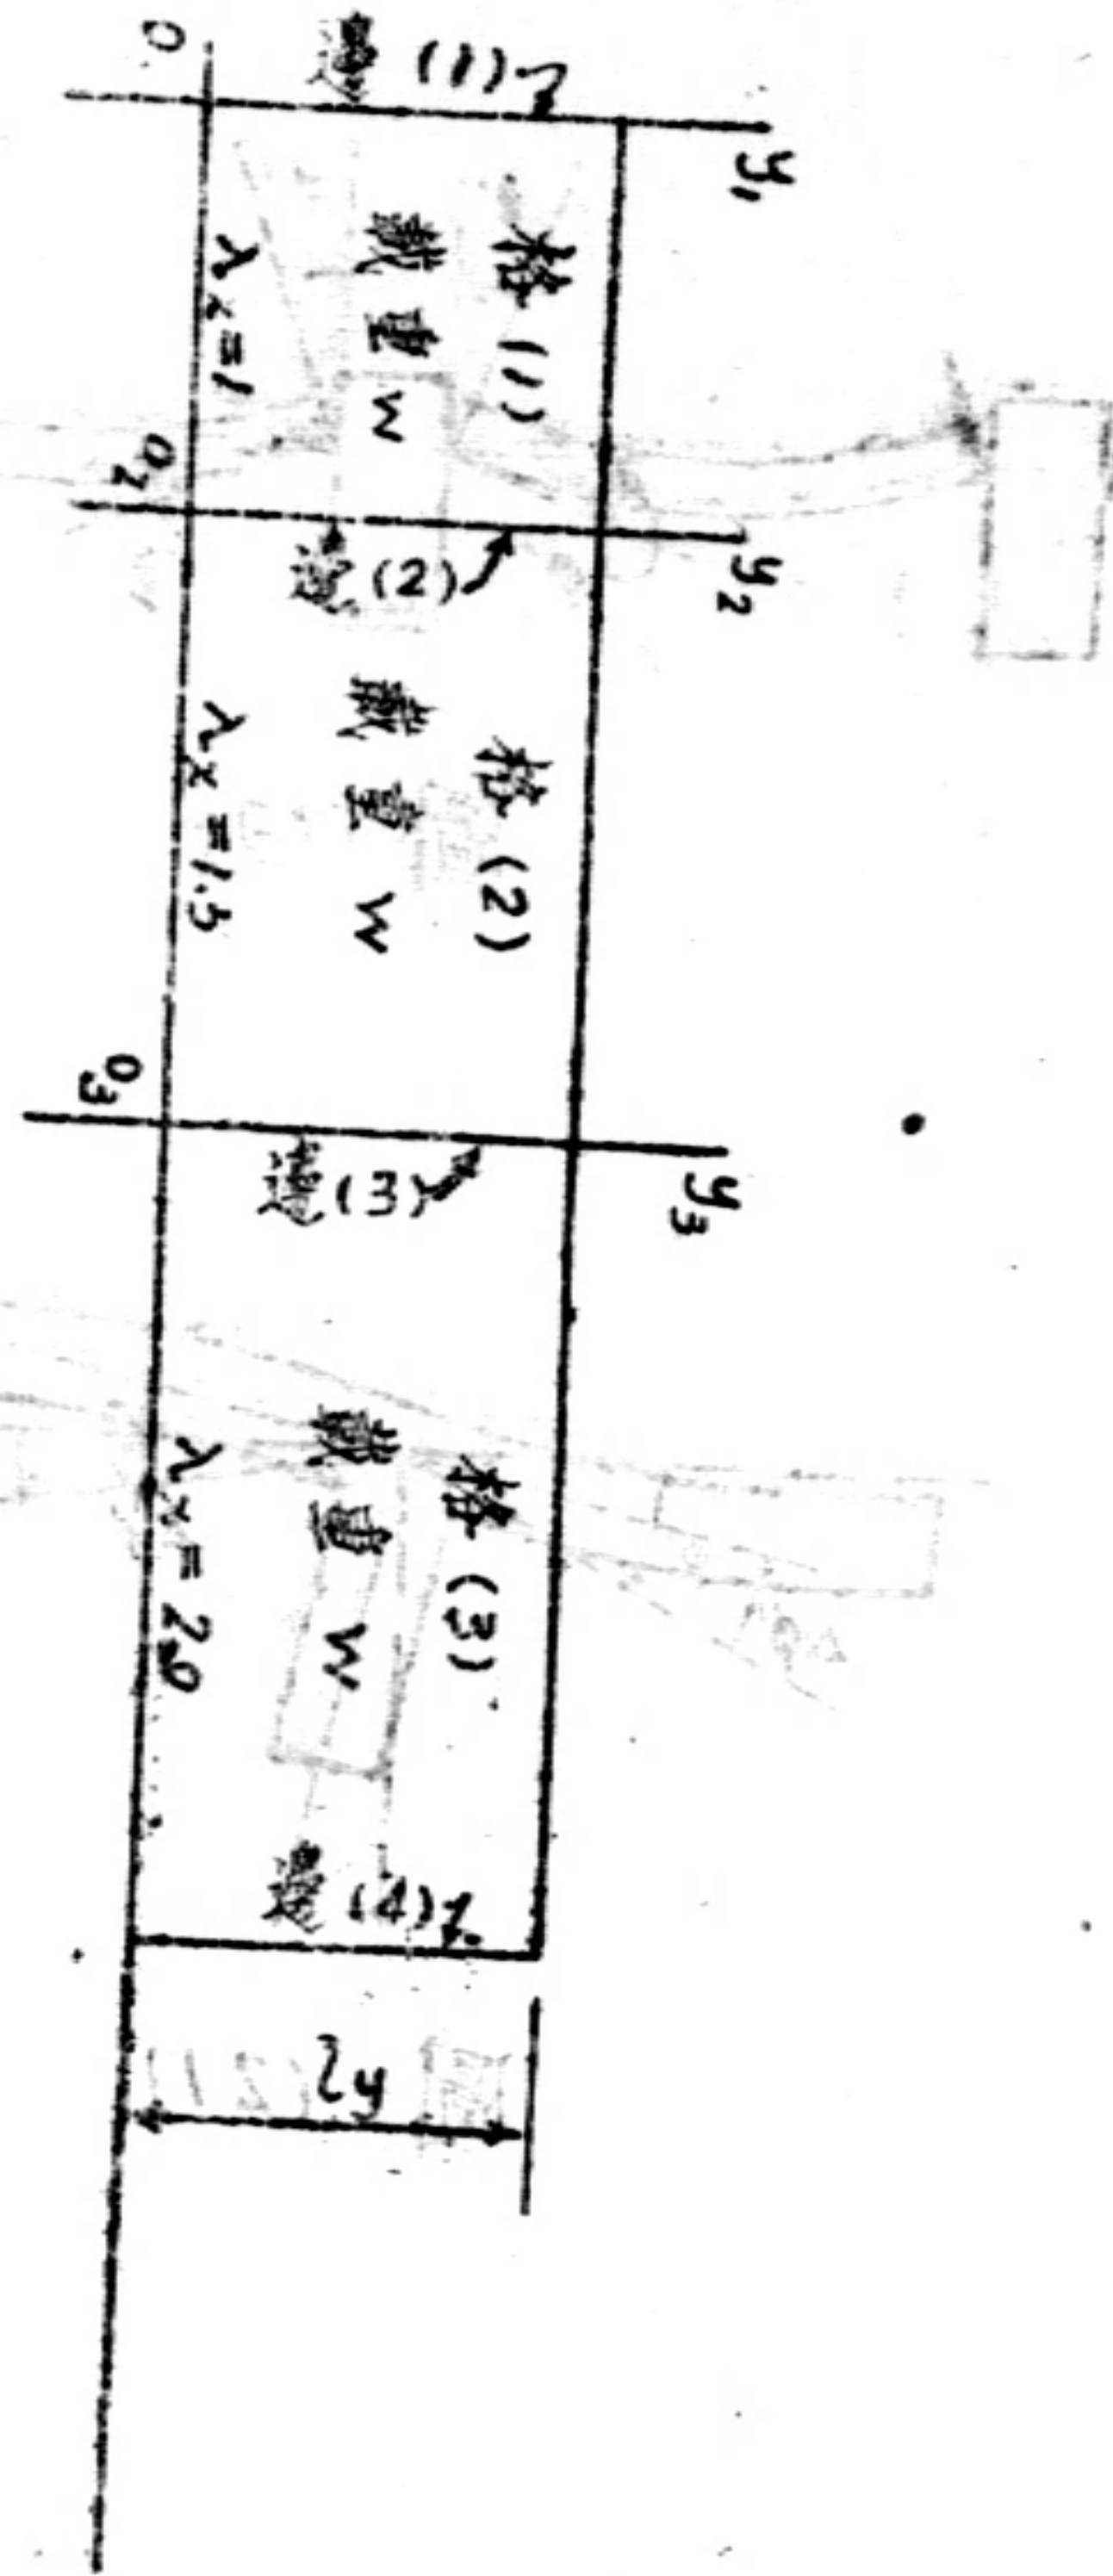 O
邊 (1)
y₁
格 (1)
載重 W
λx=1
O₂
邊 (2)
y₂
格 (2)
載重 W
λx=1.5
O₃
邊 (3)
y₃
格 (3)
載重 W
λx=2.0
邊 (4)
ly